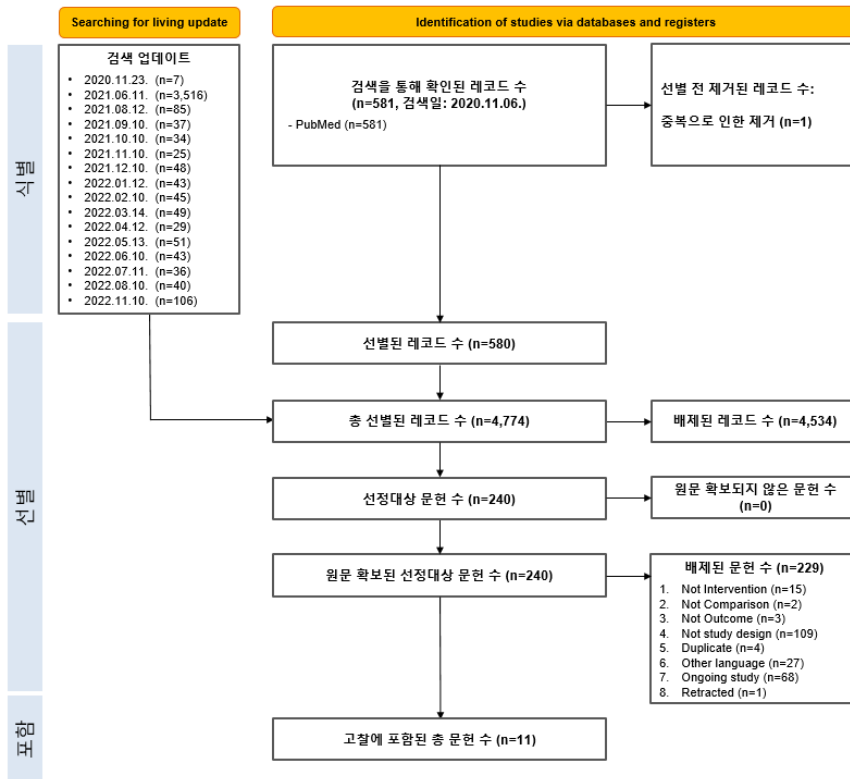 Searching for living update
Identification of studies via databases and registers
식별
검색 업데이트
▪ 2020.11.23. (n=7)
▪ 2021.06.11. (n=3,516)
▪ 2021.08.12. (n=85)
▪ 2021.09.10. (n=37)
▪ 2021.10.10. (n=34)
▪ 2021.11.10. (n=25)
▪ 2021.12.10. (n=48)
▪ 2022.01.12. (n=43)
▪ 2022.02.10. (n=45)
▪ 2022.03.14. (n=49)
▪ 2022.04.12. (n=29)
▪ 2022.05.13. (n=51)
▪ 2022.06.10. (n=43)
▪ 2022.07.11. (n=36)
▪ 2022.08.10. (n=40)
▪ 2022.11.10. (n=106)
검색을 통해 확인된 레코드 수
(n=581, 검색일: 2020.11.06.)
- PubMed (n=581)
선별 전 제거된 레코드 수:
중복으로 인한 제거 (n=1)
선별
선별된 레코드 수 (n=580)
총 선별된 레코드 수 (n=4,774)
배제된 레코드 수 (n=4,534)
선정대상 문헌 수 (n=240)
원문 확보되지 않은 문헌 수
(n=0)
원문 확보된 선정대상 문헌 수 (n=240)
배제된 문헌 수 (n=229)
1. Not Intervention (n=15)
2. Not Comparison (n=2)
3. Not Outcome (n=3)
4. Not study design (n=109)
5. Duplicate (n=4)
6. Other language (n=27)
7. Ongoing study (n=68)
8. Retracted (n=1)
포함
고찰에 포함된 총 문헌 수 (n=11)